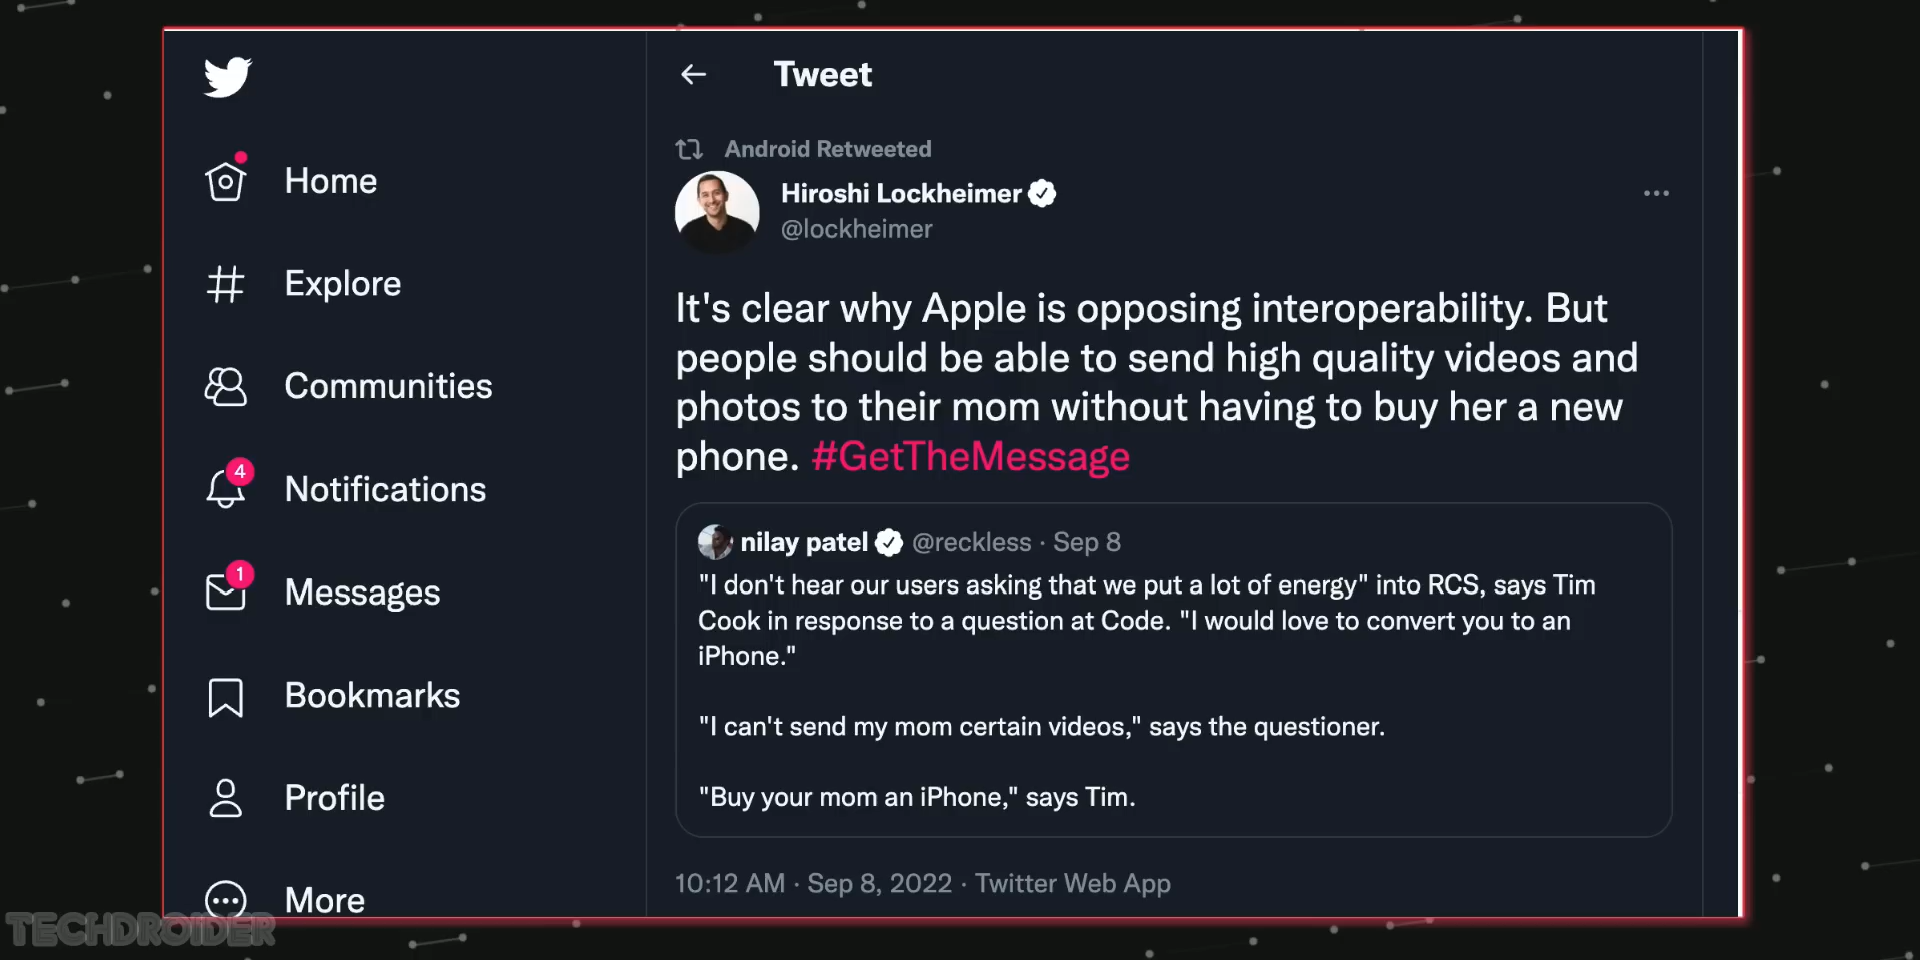 Tweet
Home
Explore
Communities
4
Notifications
1
Messages
Bookmarks
Profile
More
Android Retweeted
Hiroshi Lockheimer
@lockheimer
It's clear why Apple is opposing interoperability. But
people should be able to send high quality videos and
photos to their mom without having to buy her a new
phone. #GetTheMessage
nilay patel @reckless · Sep 8
"I don't hear our users asking that we put a lot of energy" into RCS, says Tim
Cook in response to a question at Code. "I would love to convert you to an
iPhone."
"I can't send my mom certain videos," says the questioner.
"Buy your mom an iPhone," says Tim.
10:12 AM · Sep 8, 2022 · Twitter Web App
TECHDROIDER